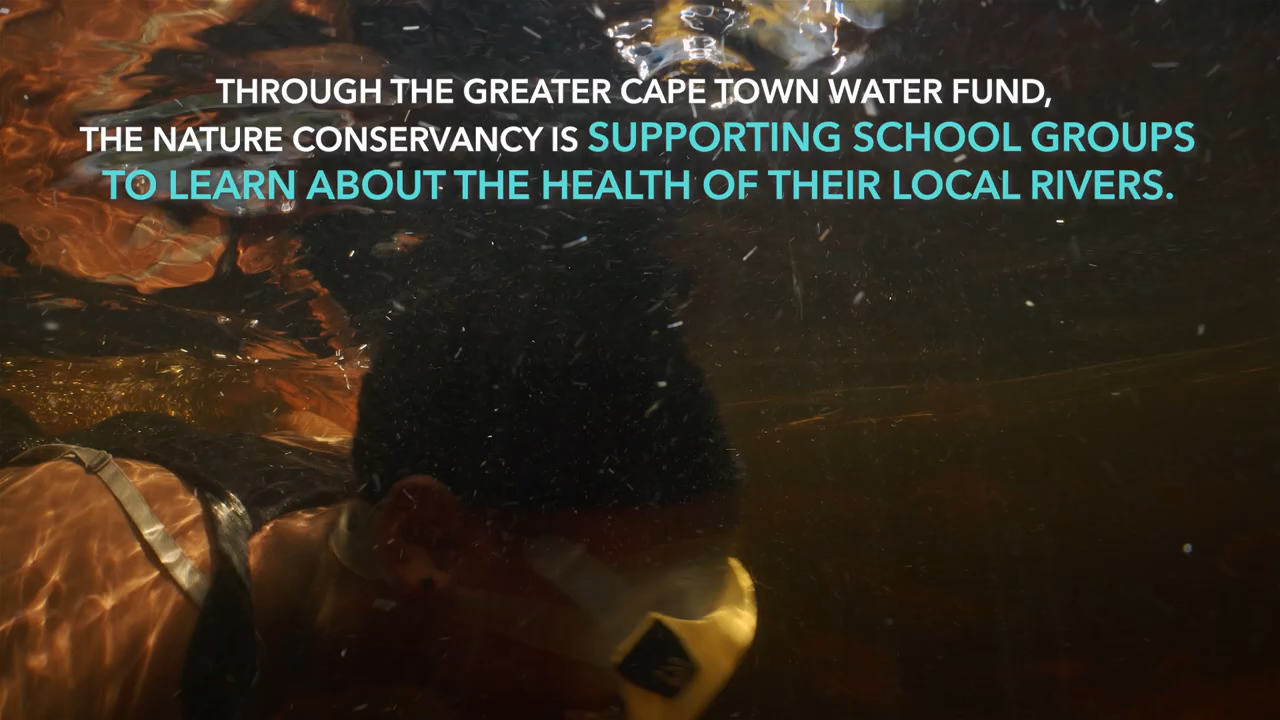 THROUGH THE GREATER CAPE TOWN WATER FUND,
THE NATURE CONSERVANCY IS SUPPORTING SCHOOL GROUPS
TO LEARN ABOUT THE HEALTH OF THEIR LOCAL RIVERS.